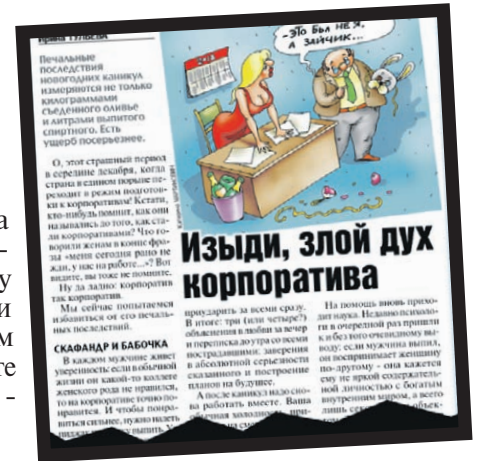 Печальные
последствия
новогодних каникул
измеряются не только
килограммами
съеденного оливье
и литрами выпитого
спиртного. Есть
ущерб посерьезнее.
О, этот страшный период
в середине декабря, когда
страна в едином порыве пе-
реходит в режим подготов-
ки к корпоративам! Кстати,
кто-нибудь помнит, как они
назывались до того, как ста-
ли корпоративами? Что го-
ворили женам в конце фра-
зы «меня сегодня рано не
жди, у нас на работе...»? Вот
видите, вы тоже не помните.
Ну да ладно: корпоратив
так корпоратив.
Мы сейчас попытаемся
избавиться от его печаль-
ных последствий.
СКАФАНДР И БАБОЧКА
В каждом мужчине живет
уверенность: если в обычной
жизни он какой-то коллеге
женского рода не нравится,
то на корпоративе точно по-
нравится. И чтобы понра-
виться сильнее, нужно надеть
-ЭТО БЫЛ НЕ Я,
А ЗАЙЧИК...
Изыди, злой дух
корпоратива
приударить за всеми сразу.
В итоге: три (или четыре?)
объяснения в любви за вечер
и переписка до утра со всеми
пострадавшими: заверения
в абсолютной серьезности
сказанного и построение
планов на будущее.
А после каникул надо сно-
ва работать вместе. Ваша
На помощь вновь прихо-
дит наука. Недавно психоло-
ги в очередной раз пришли
к и без того очевидному вы-
воду: если мужчина выпил,
он воспринимает женщину
по-другому - она кажется
ему не яркой содержатель-
ной личностью с богатым
внутренним миром, а всего
а
-
у
и
м
те
-